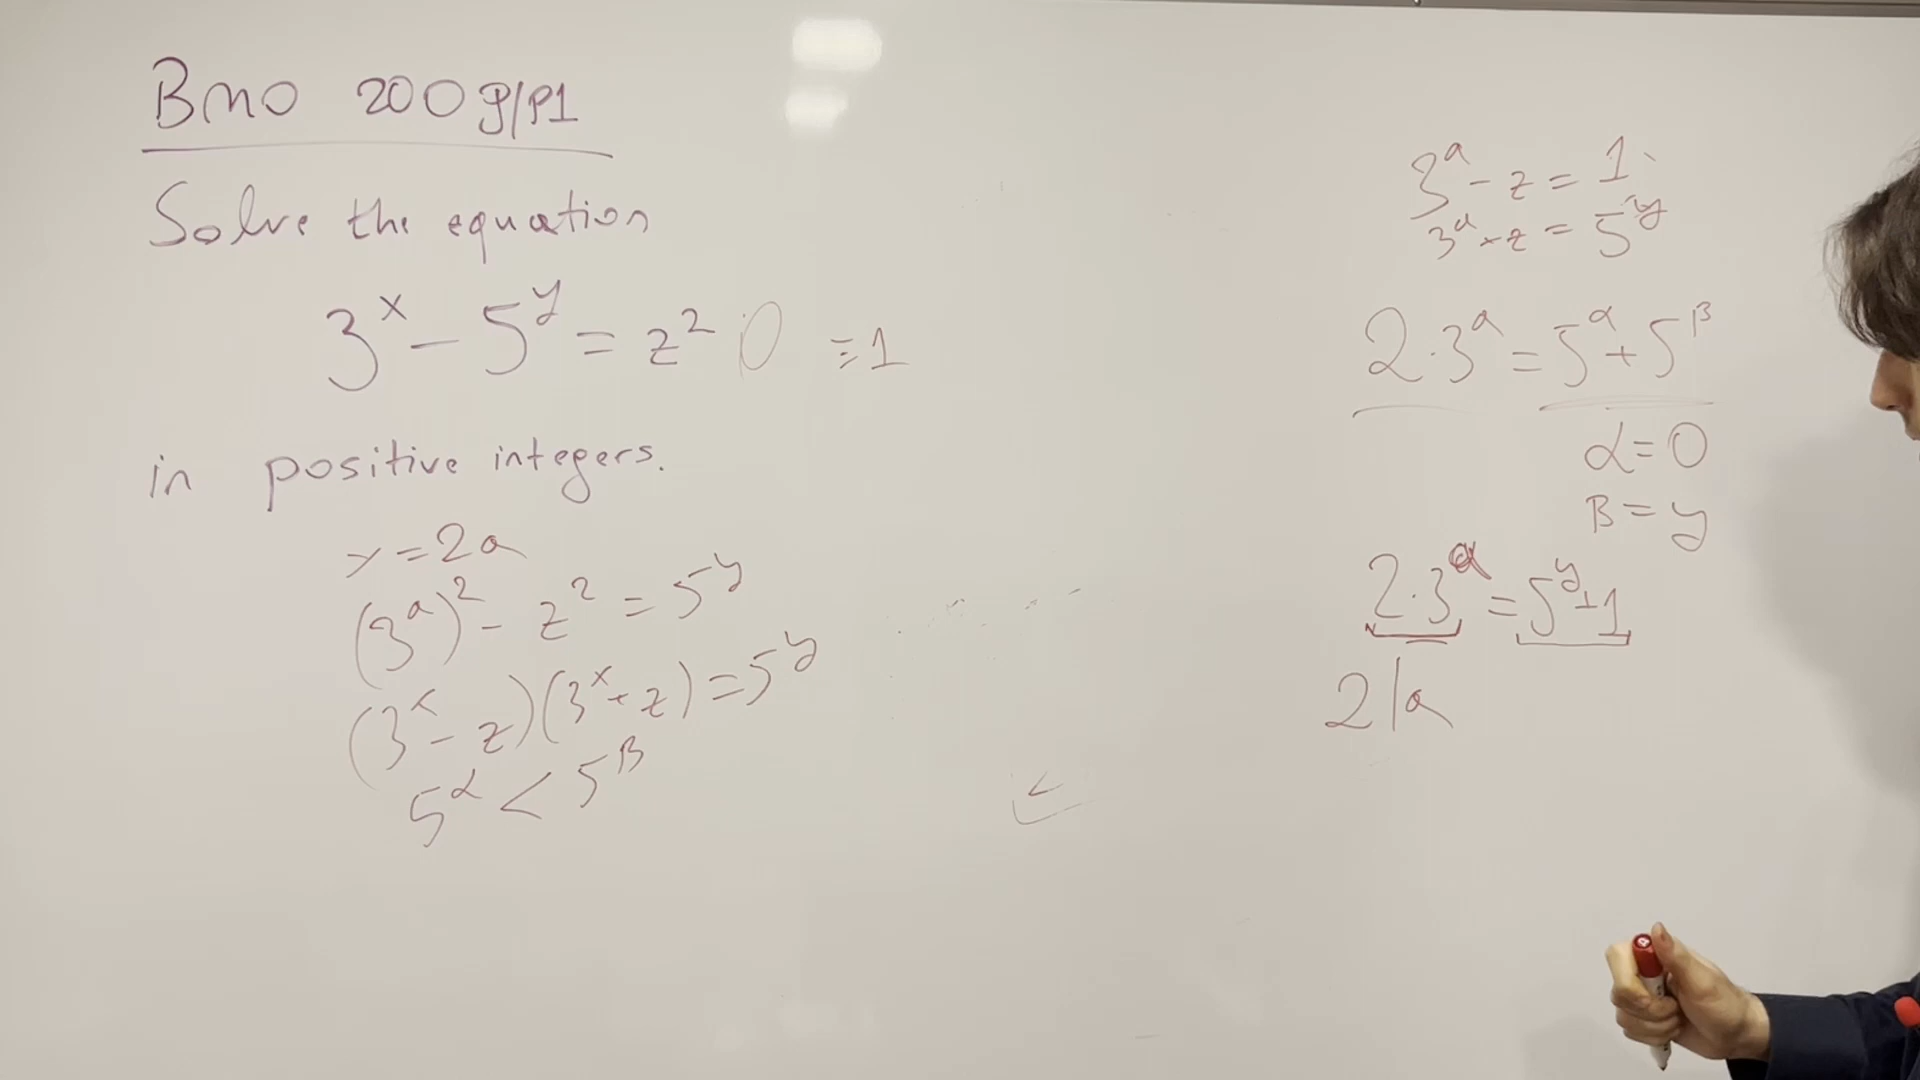 BMO 2009/P1
Solve the equation
3^x - 5^y = z^2 0 ≡ 1
in positive integers.
x = 2a
(3^a)^2 - z^2 = 5^y
(3^x - z)(3^x + z) = 5^y
5^α < 5^β
<
3^a - z = 1
3^a + z = 5^y
2·3^a = 5^α + 5^β
α = 0
β = y
2·3^a = 5^y + 1
2 | a